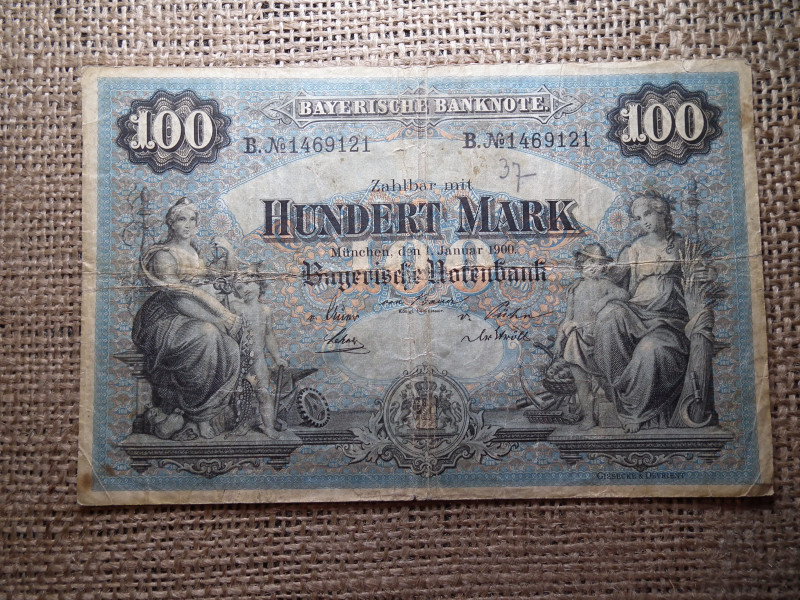 BAYERISCHE BANKNOTE.
100 100
B.№1469121 B.№1469121
37-
Zahlbar mit
HUNDERT MARK
München, den 1. Januar 1900.
Bayerische Notenbank
GIESECKE & DEVRIENT